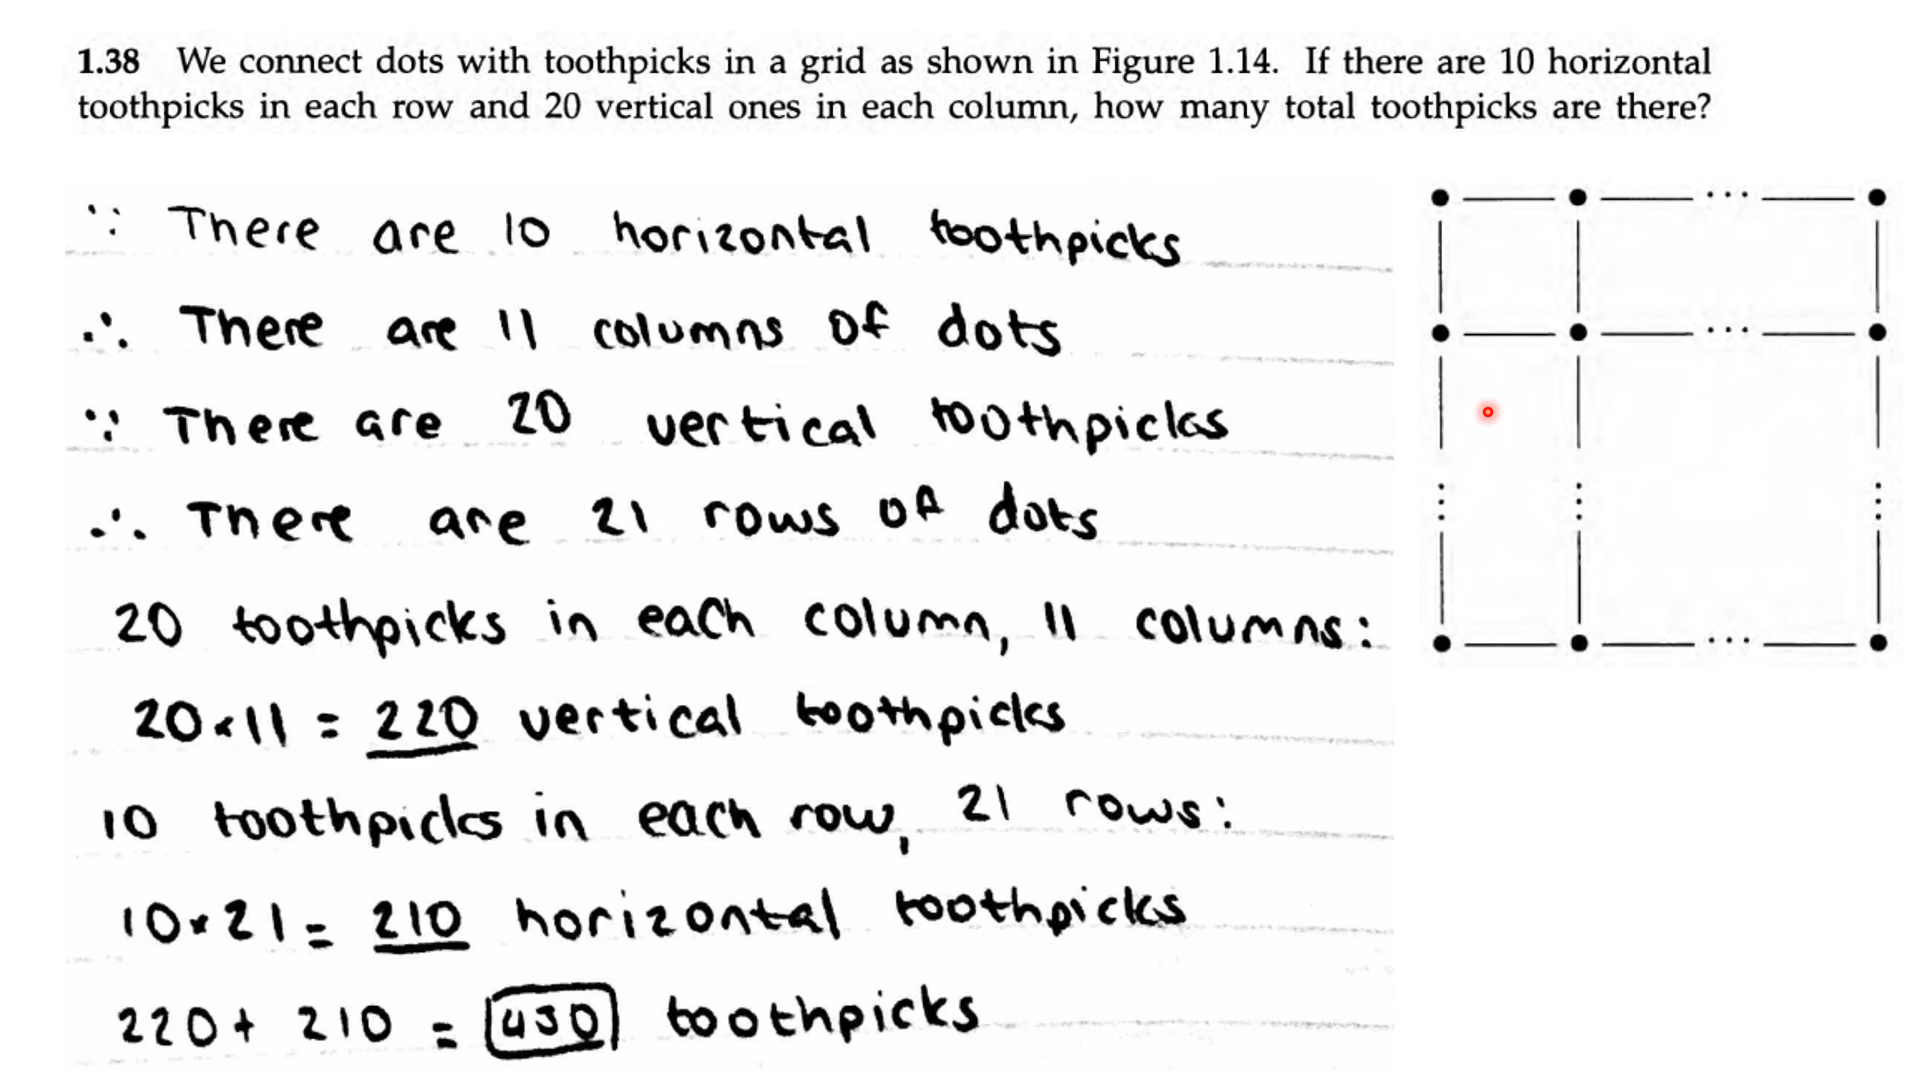 1.38 We connect dots with toothpicks in a grid as shown in Figure 1.14. If there are 10 horizontal
toothpicks in each row and 20 vertical ones in each column, how many total toothpicks are there?
∵ There are 10 horizontal toothpicks
∴ There are 11 columns of dots
∵ There are 20 vertical toothpicks
∴ There are 21 rows of dots
20 toothpicks in each column, 11 columns:
20×11 = 220 vertical toothpicks
10 toothpicks in each row, 21 rows:
10×21 = 210 horizontal toothpicks
220 + 210 = 430 toothpicks